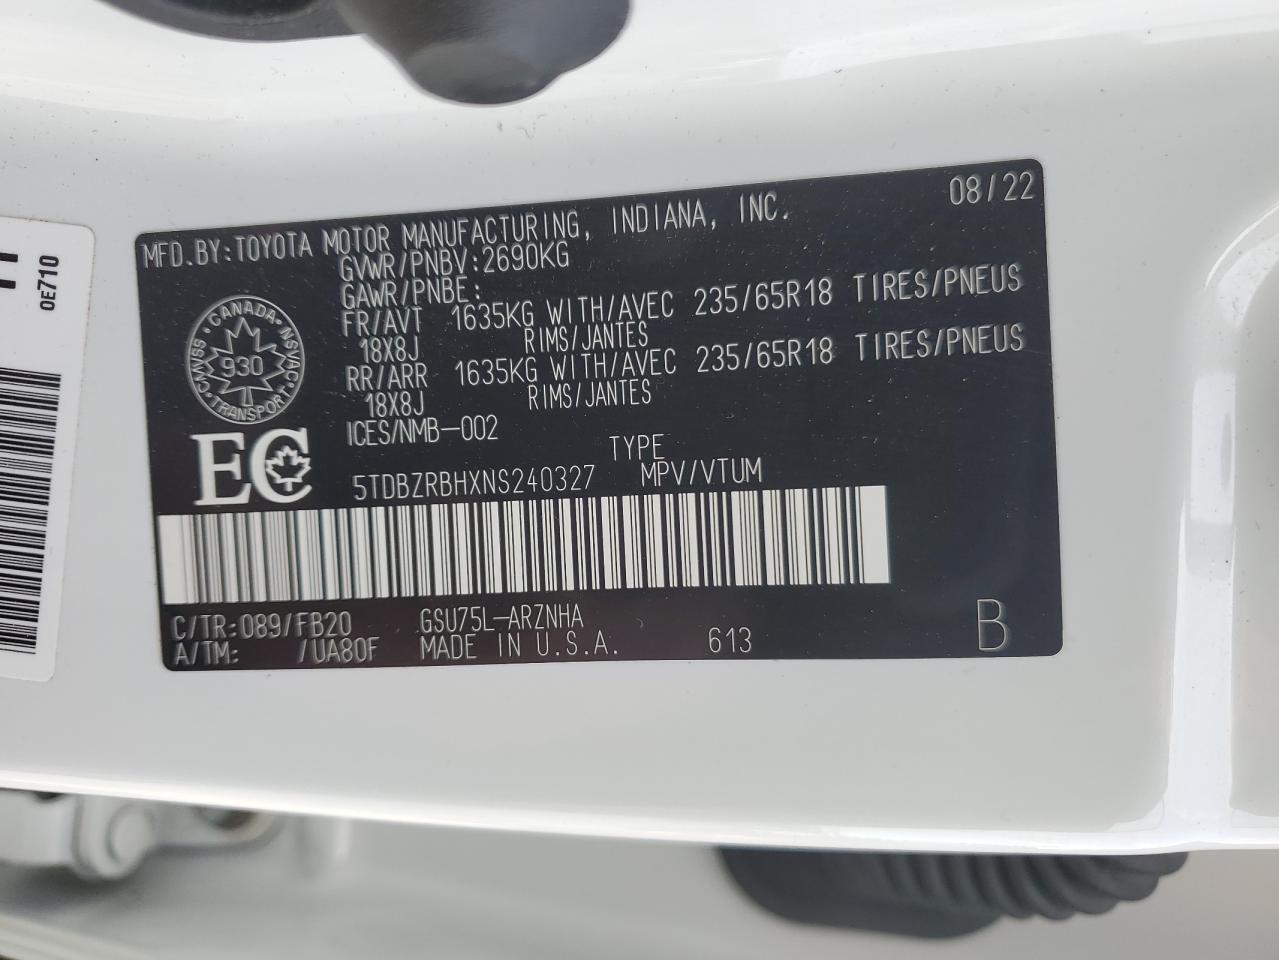 08/22
MFD.BY:TOYOTA MOTOR MANUFACTURING, INDIANA, INC.
GVWR/PNBV:2690KG
GAWR/PNBE:
FR/AVT 1635KG WITH/AVEC 235/65R18 TIRES/PNEUS
18X8J RIMS/JANTES
RR/ARR 1635KG WITH/AVEC 235/65R18 TIRES/PNEUS
18X8J RIMS/JANTES
ICES/NMB-002
CANADA NSVAC TRANSPORT CMVSS
930
EC
TYPE
5TDBZRBHXNS240327 MPV/VTUM
C/TR:089/FB20 GSU75L-ARZNHA
A/TM: /UA80F MADE IN U.S.A. 613
B
0E710